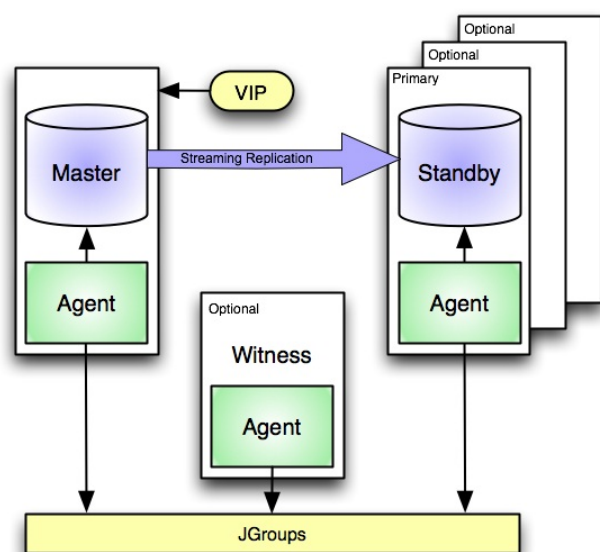 Optional
Optional
Primary
VIP
Master
Streaming Replication
Standby
Agent
Agent
Optional
Witness
Agent
JGroups